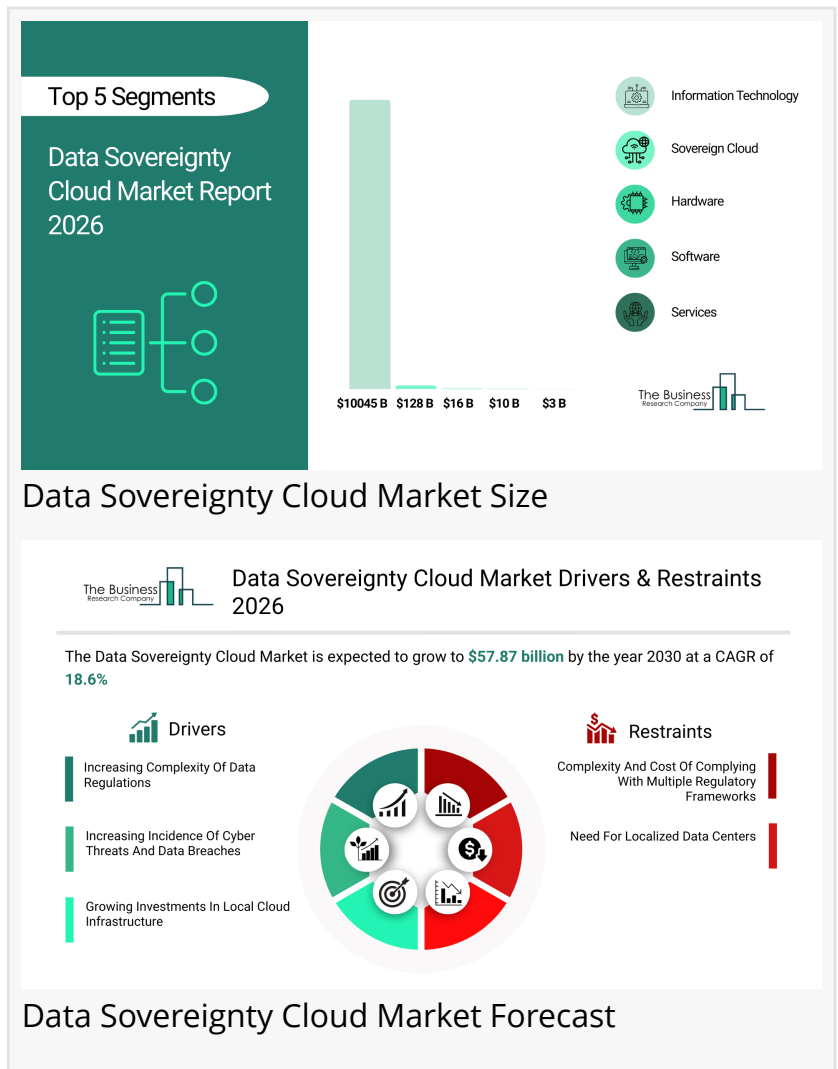 Top 5 Segments
Data Sovereignty
Cloud Market Report
2026
$10045 B
$128 B
$16 B
$10 B
$3 B
Information Technology
Sovereign Cloud
Hardware
Software
Services
The Business
Research Company
Data Sovereignty Cloud Market Size
The Business
Research Company
Data Sovereignty Cloud Market Drivers & Restraints
2026
The Data Sovereignty Cloud Market is expected to grow to $57.87 billion by the year 2030 at a CAGR of
18.6%
Drivers
Increasing Complexity Of Data
Regulations
Increasing Incidence Of Cyber
Threats And Data Breaches
Growing Investments In Local Cloud
Infrastructure
Restraints
Complexity And Cost Of Complying
With Multiple Regulatory
Frameworks
Need For Localized Data Centers
Data Sovereignty Cloud Market Forecast